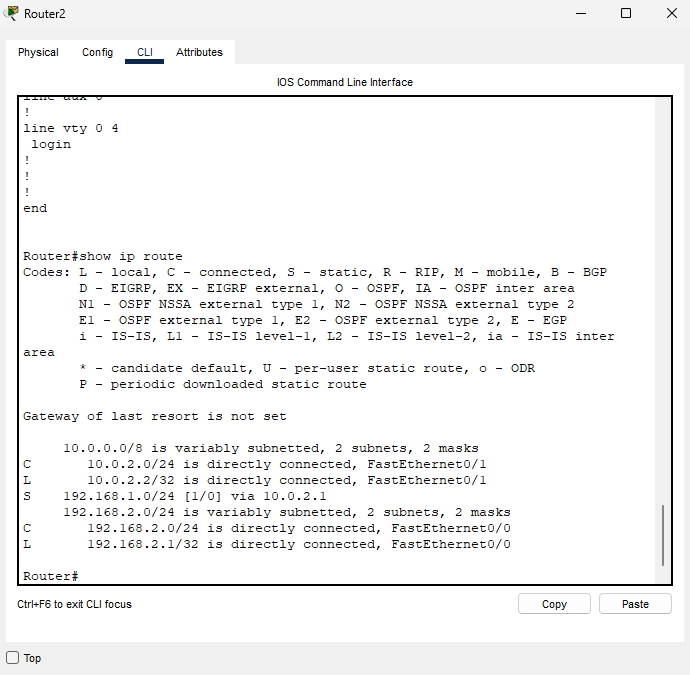 Router2
Physical Config CLI Attributes
IOS Command Line Interface
line aux 0
!
line vty 0 4
 login
!
!
!
end
Router#show ip route
Codes: L - local, C - connected, S - static, R - RIP, M - mobile, B - BGP
       D - EIGRP, EX - EIGRP external, O - OSPF, IA - OSPF inter area
       N1 - OSPF NSSA external type 1, N2 - OSPF NSSA external type 2
       E1 - OSPF external type 1, E2 - OSPF external type 2, E - EGP
       i - IS-IS, L1 - IS-IS level-1, L2 - IS-IS level-2, ia - IS-IS inter
area
       * - candidate default, U - per-user static route, o - ODR
       P - periodic downloaded static route
Gateway of last resort is not set
     10.0.0.0/8 is variably subnetted, 2 subnets, 2 masks
C       10.0.2.0/24 is directly connected, FastEthernet0/1
L       10.0.2.2/32 is directly connected, FastEthernet0/1
S    192.168.1.0/24 [1/0] via 10.0.2.1
     192.168.2.0/24 is variably subnetted, 2 subnets, 2 masks
C       192.168.2.0/24 is directly connected, FastEthernet0/0
L       192.168.2.1/32 is directly connected, FastEthernet0/0
Router#
Ctrl+F6 to exit CLI focus
Copy Paste
Top